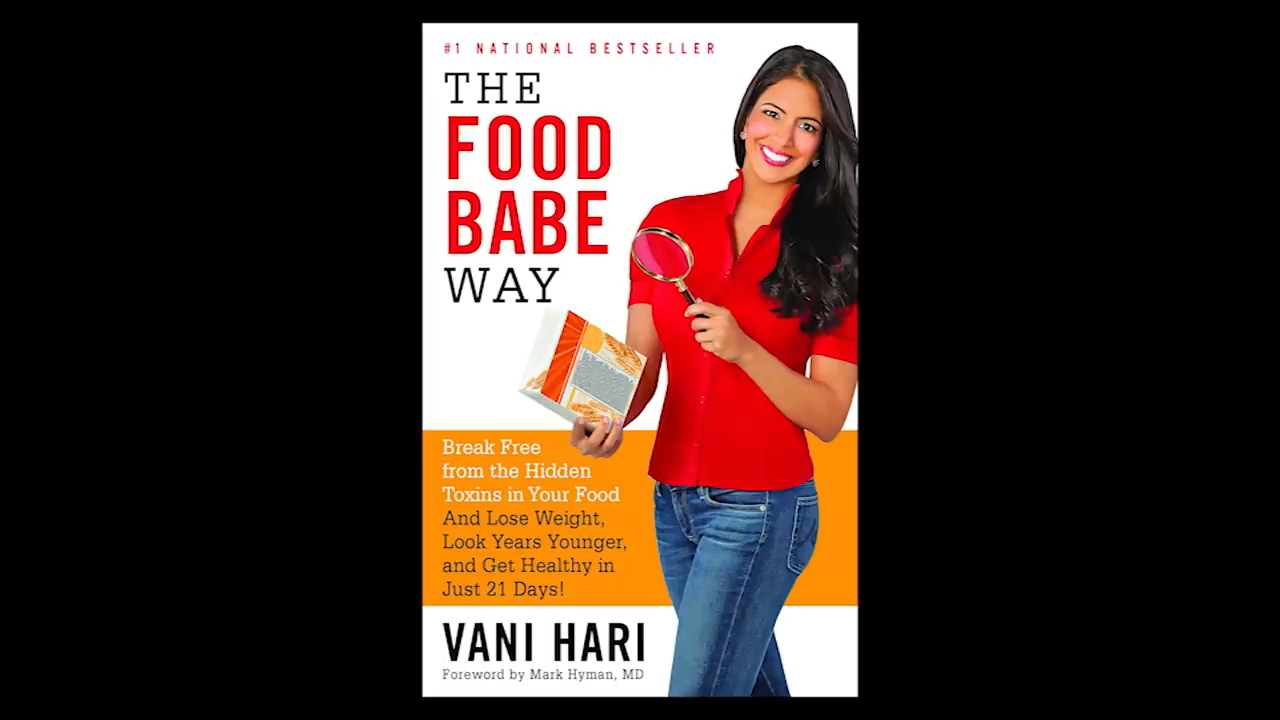 #1 NATIONAL BESTSELLER
THE
FOOD
BABE
WAY
Break Free
from the Hidden
Toxins in Your Food
And Lose Weight,
Look Years Younger,
and Get Healthy in
Just 21 Days!
VANI HARI
Foreword by Mark Hyman, MD